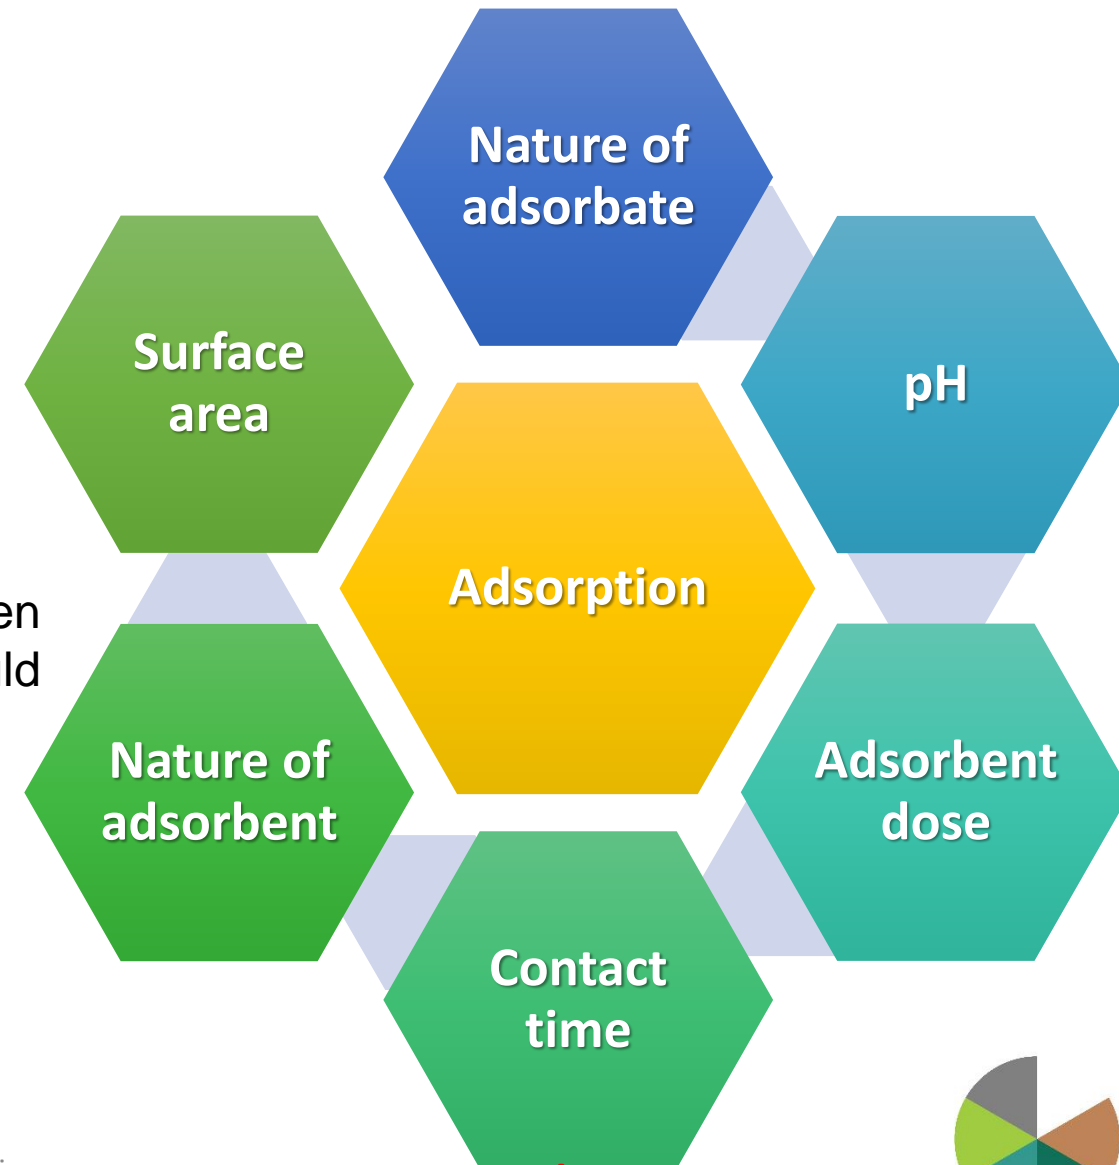 Nature of
adsorbate
pH
Surface
area
Adsorption
Adsorbent
dose
Nature of
adsorbent
Contact
time